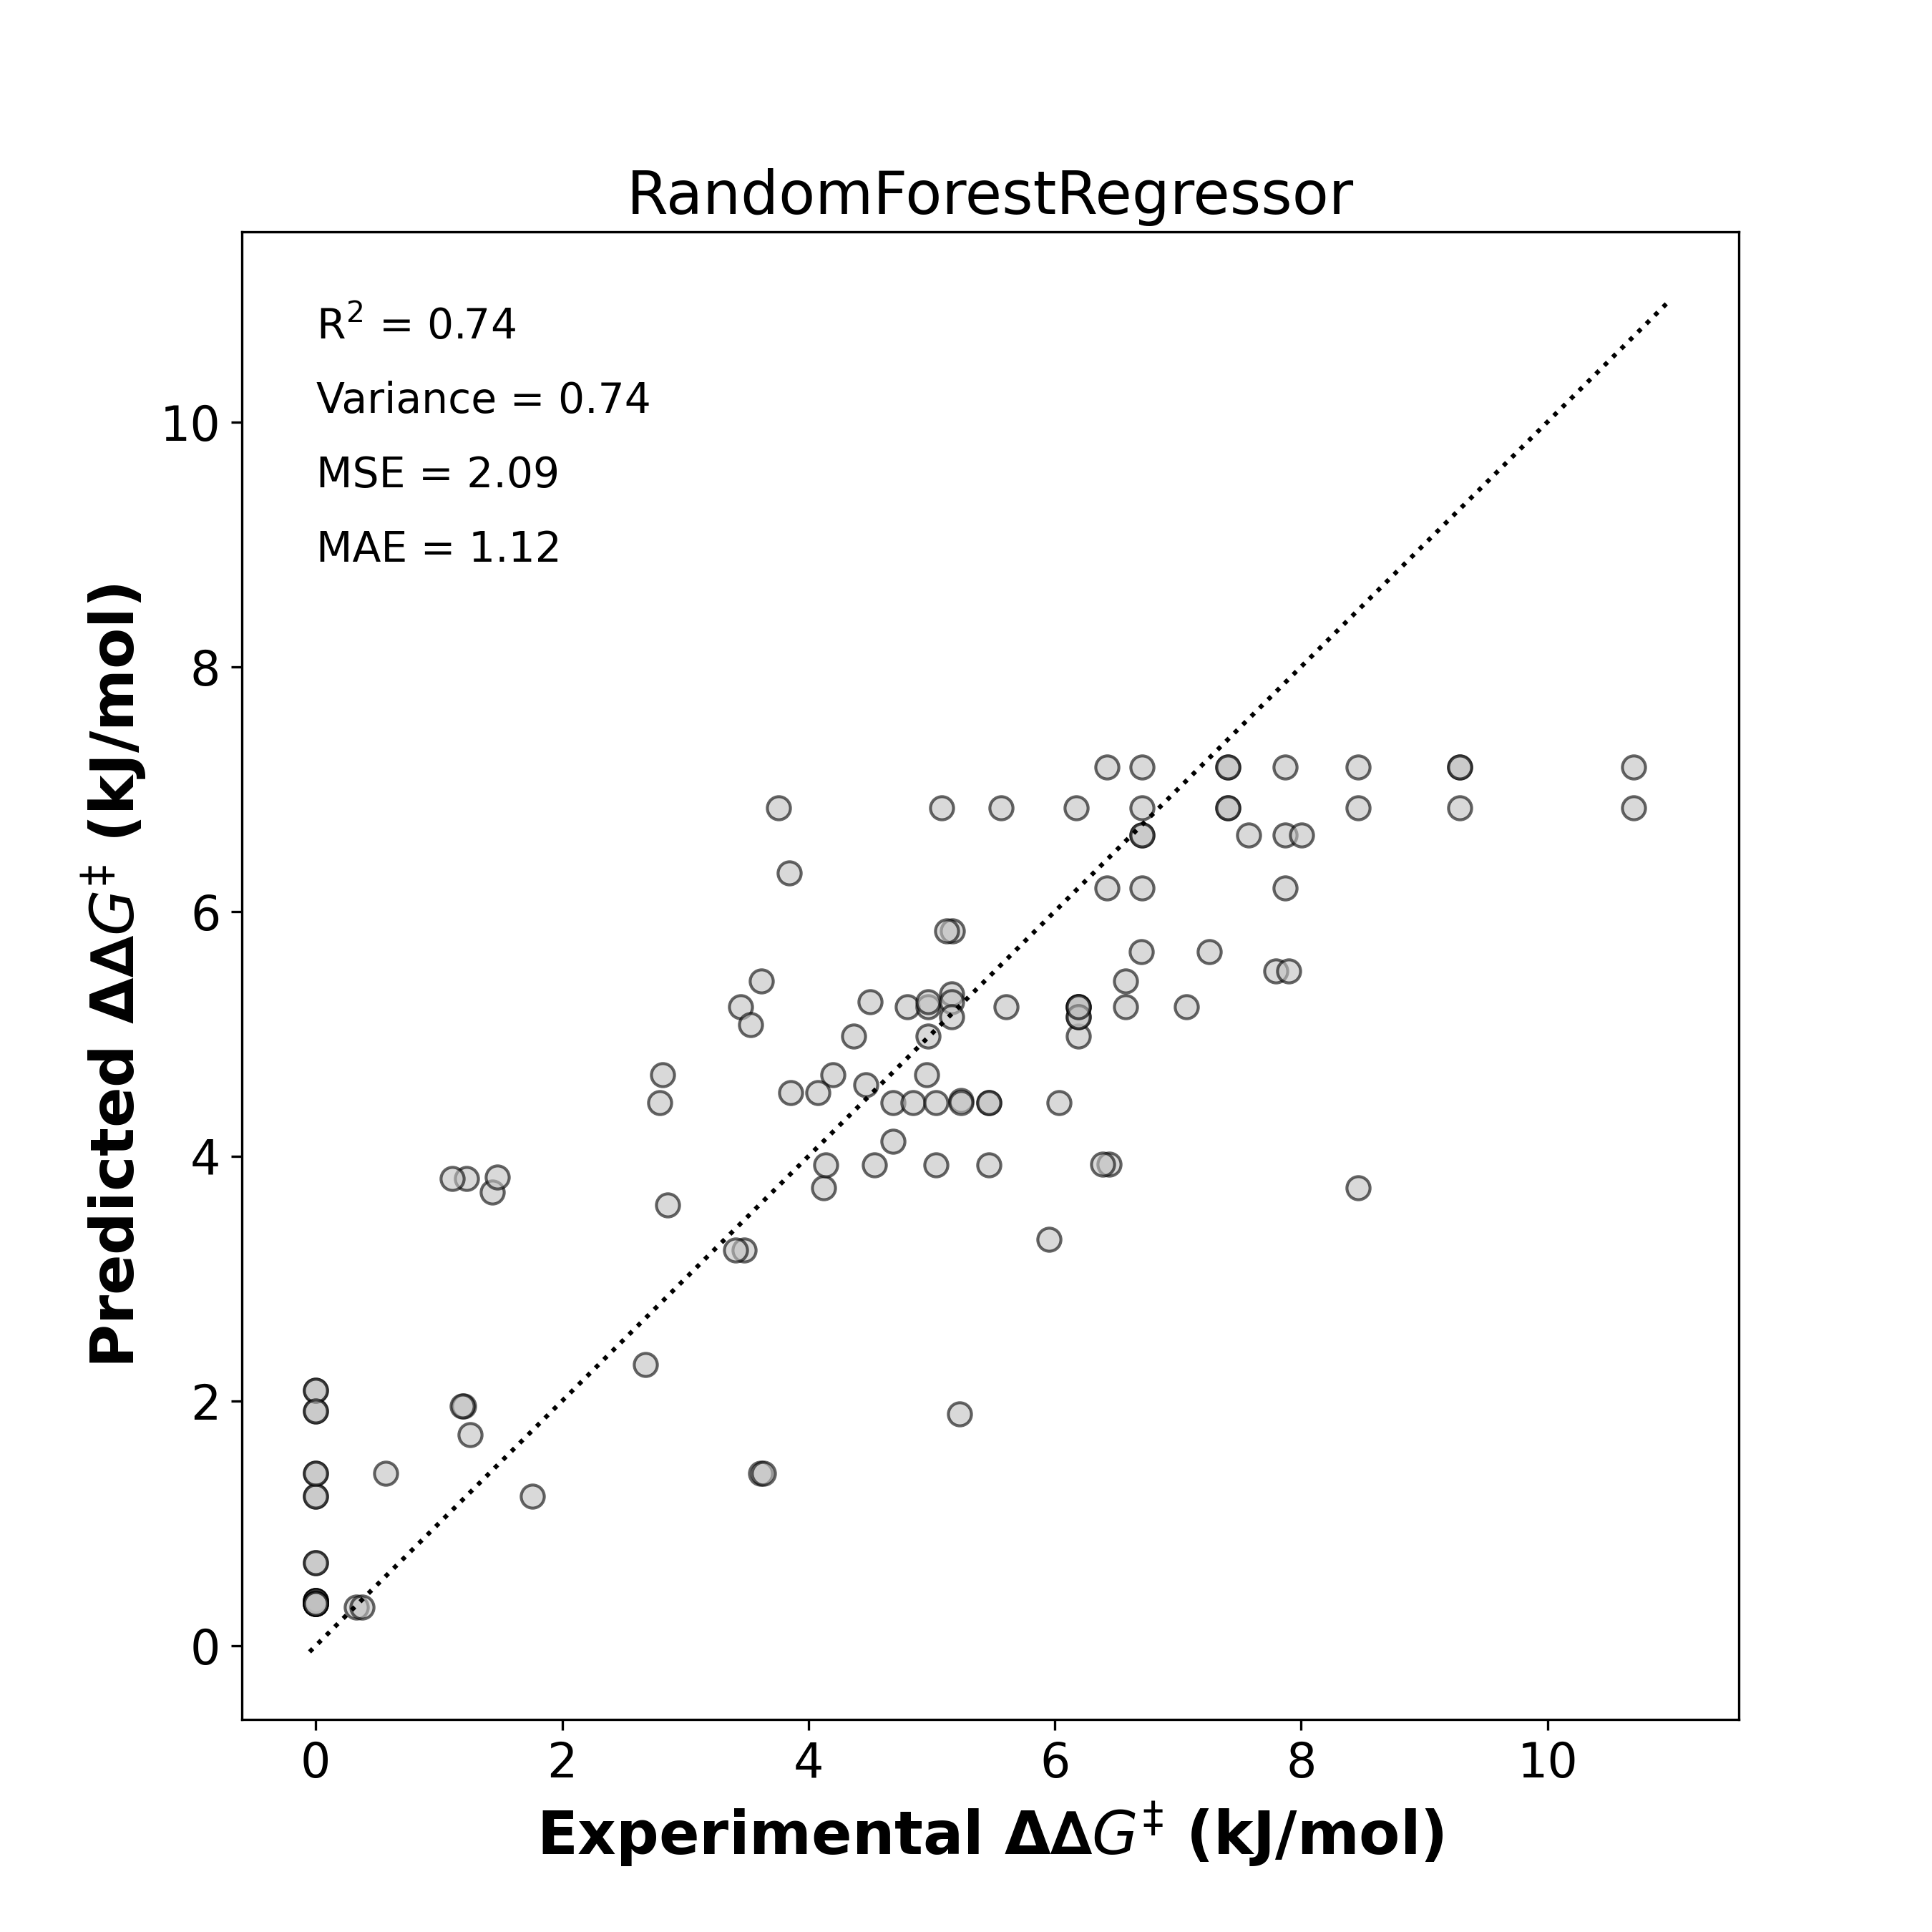 RandomForestRegressor
R² = 0.74
Variance = 0.74
MSE = 2.09
MAE = 1.12
10
8
6
4
2
0
Predicted ΔΔG‡ (kJ/mol)
0 2 4 6 8 10
Experimental ΔΔG‡ (kJ/mol)